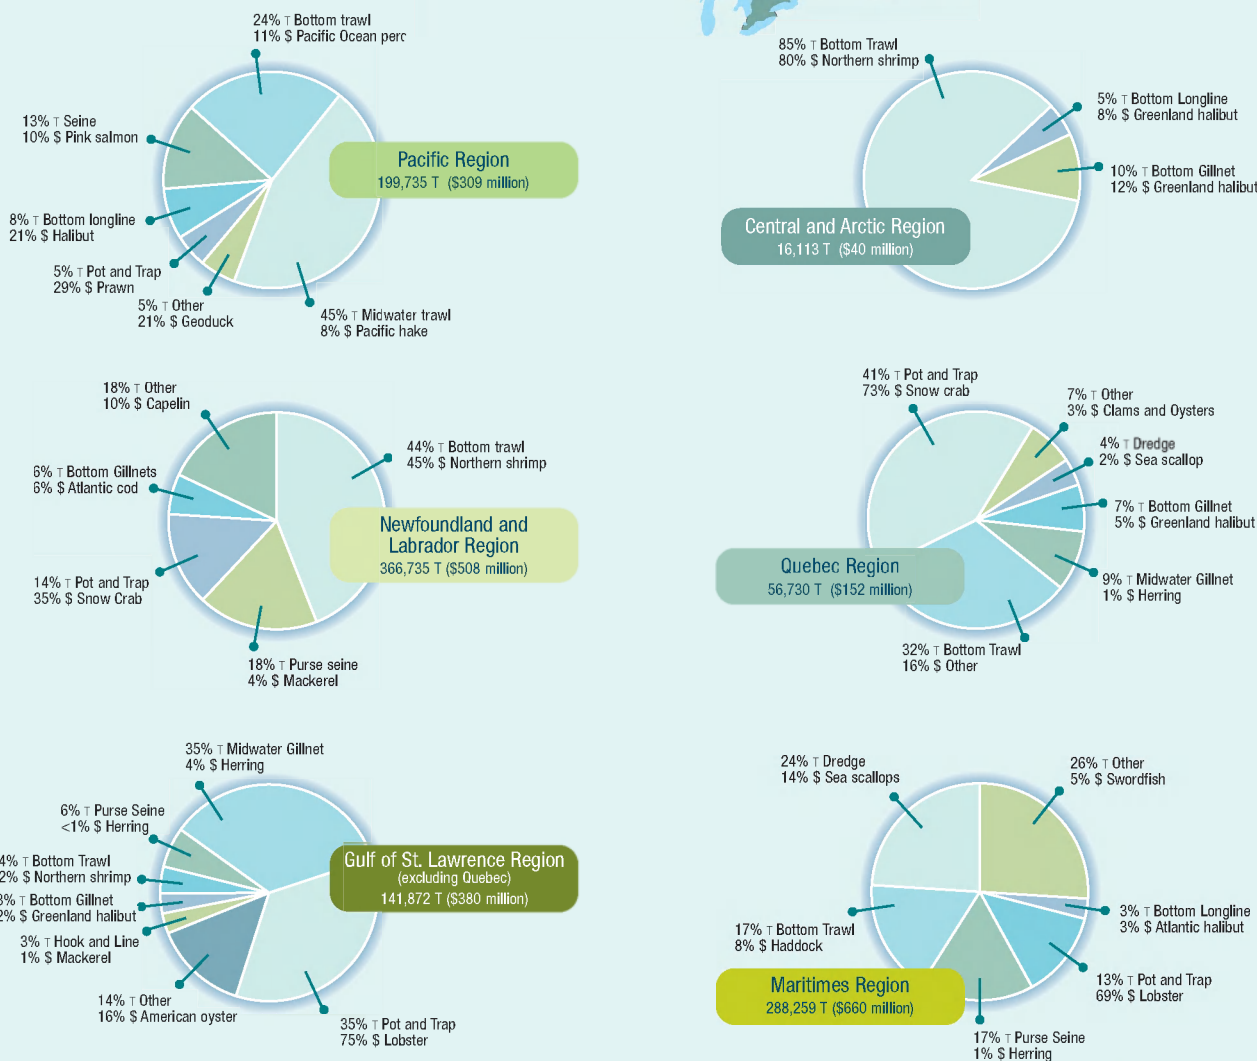 24% T Bottom trawl
11% $ Pacific Ocean perc
13% T Seine
10% $ Pink salmon
8% T Bottom longline
21% $ Halibut
5% T Pot and Trap
29% $ Prawn
5% T Other
21% $ Geoduck
45% T Midwater trawl
8% $ Pacific hake
Pacific Region
199,735 T ($309 million)
85% T Bottom Trawl
80% $ Northern shrimp
5% T Bottom Longline
8% $ Greenland halibut
10% T Bottom Gillnet
12% $ Greenland halibut
Central and Arctic Region
16,113 T ($40 million)
18% T Other
10% $ Capelin
6% T Bottom Gillnets
6% $ Atlantic cod
14% T Pot and Trap
35% $ Snow Crab
18% T Purse seine
4% $ Mackerel
44% T Bottom trawl
45% $ Northern shrimp
Newfoundland and
Labrador Region
366,735 T ($508 million)
41% T Pot and Trap
73% $ Snow crab
7% T Other
3% $ Clams and Oysters
4% T Dredge
2% $ Sea scallop
7% T Bottom Gillnet
5% $ Greenland halibut
9% T Midwater Gillnet
1% $ Herring
32% T Bottom Trawl
16% $ Other
Quebec Region
56,730 T ($152 million)
35% T Midwater Gillnet
4% $ Herring
6% T Purse Seine
<1% $ Herring
4% T Bottom Trawl
2% $ Northern shrimp
3% T Bottom Gillnet
2% $ Greenland halibut
3% T Hook and Line
1% $ Mackerel
14% T Other
16% $ American oyster
35% T Pot and Trap
75% $ Lobster
Gulf of St. Lawrence Region
(excluding Quebec)
141,872 T ($380 million)
24% T Dredge
14% $ Sea scallops
26% T Other
5% $ Swordfish
3% T Bottom Longline
3% $ Atlantic halibut
13% T Pot and Trap
69% $ Lobster
17% T Purse Seine
1% $ Herring
17% T Bottom Trawl
8% $ Haddock
Maritimes Region
288,259 T ($660 million)